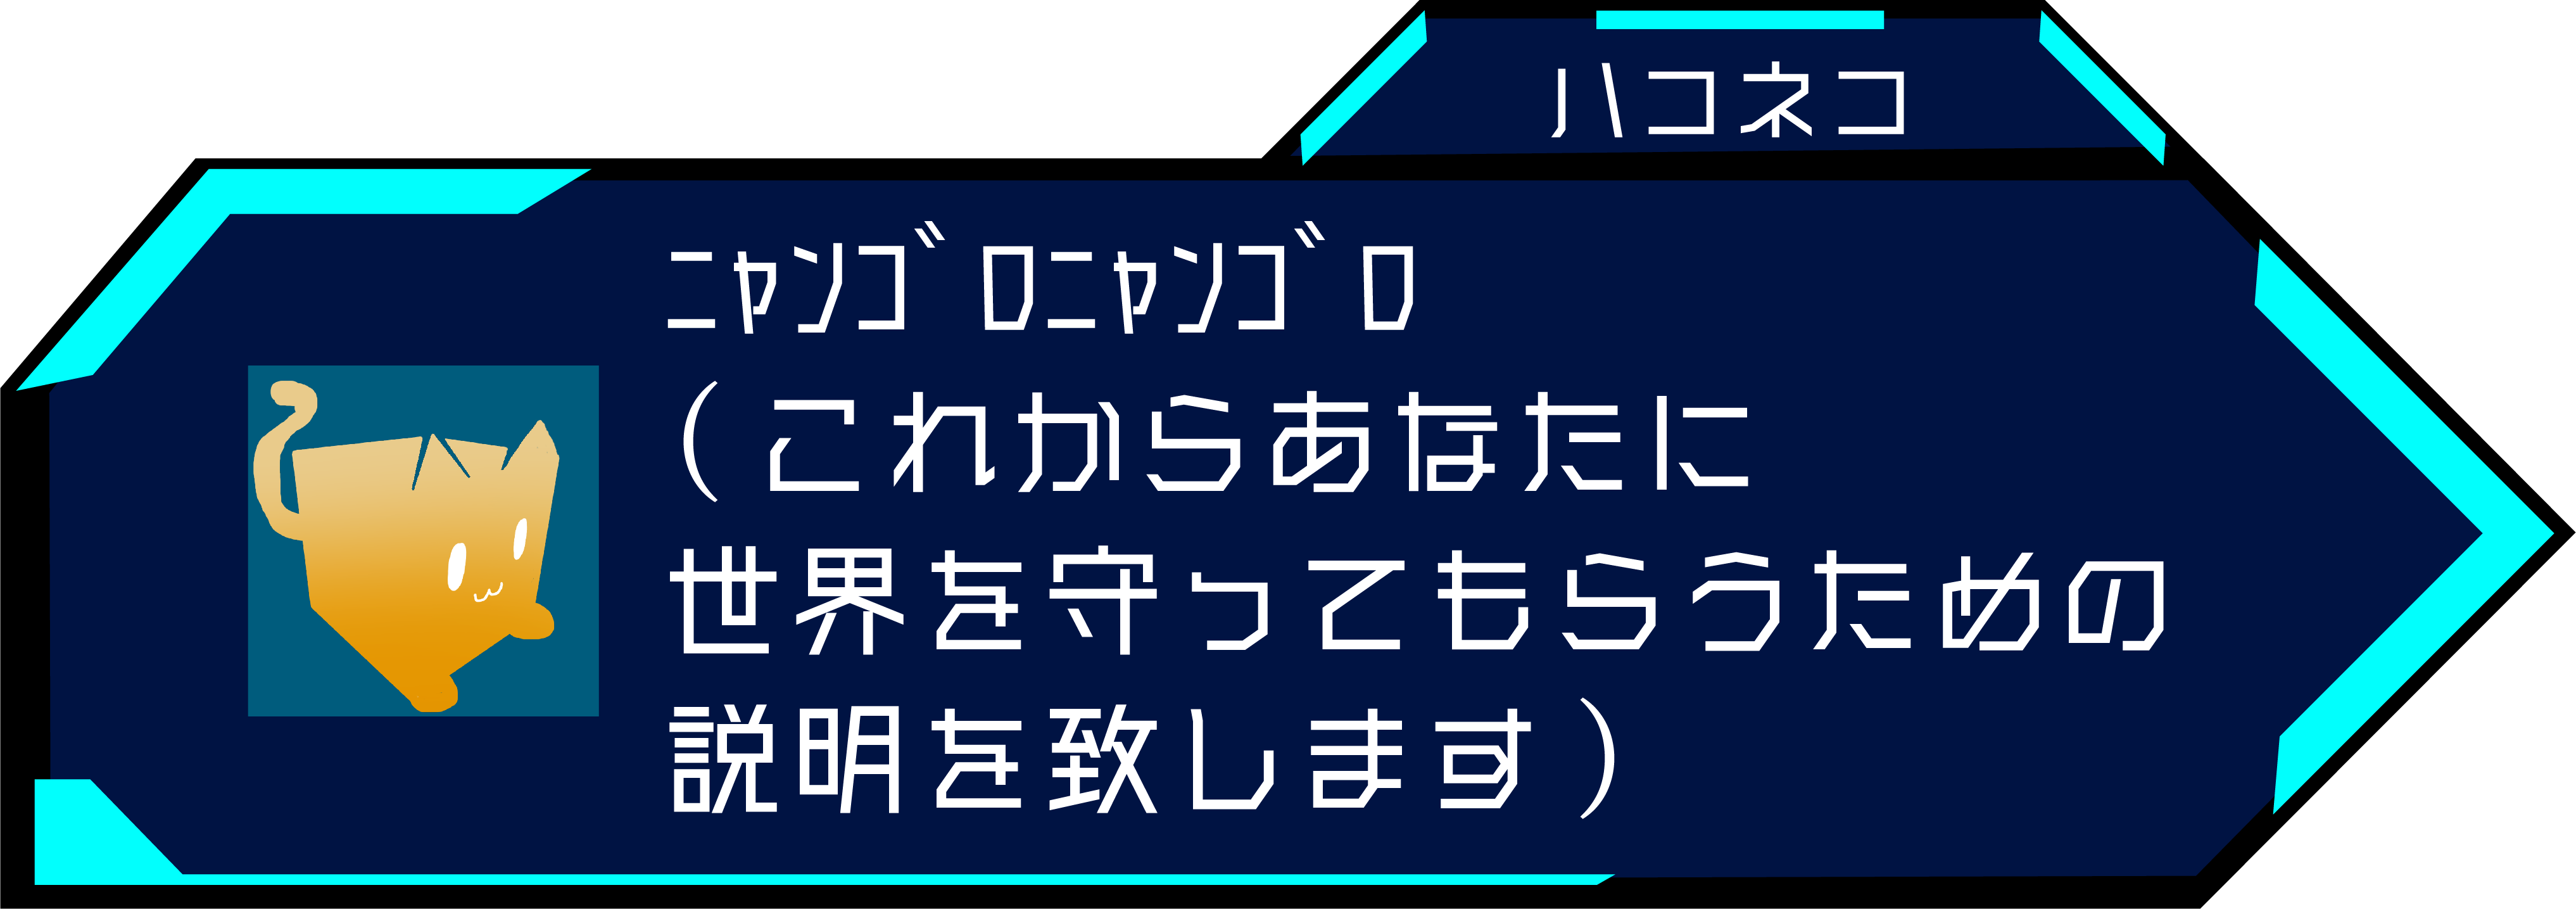 ハコネコ
ﾆｬﾝｺﾞﾛﾆｬﾝｺﾞﾛ
（これからあなたに
世界を守ってもらうための
説明を致します）